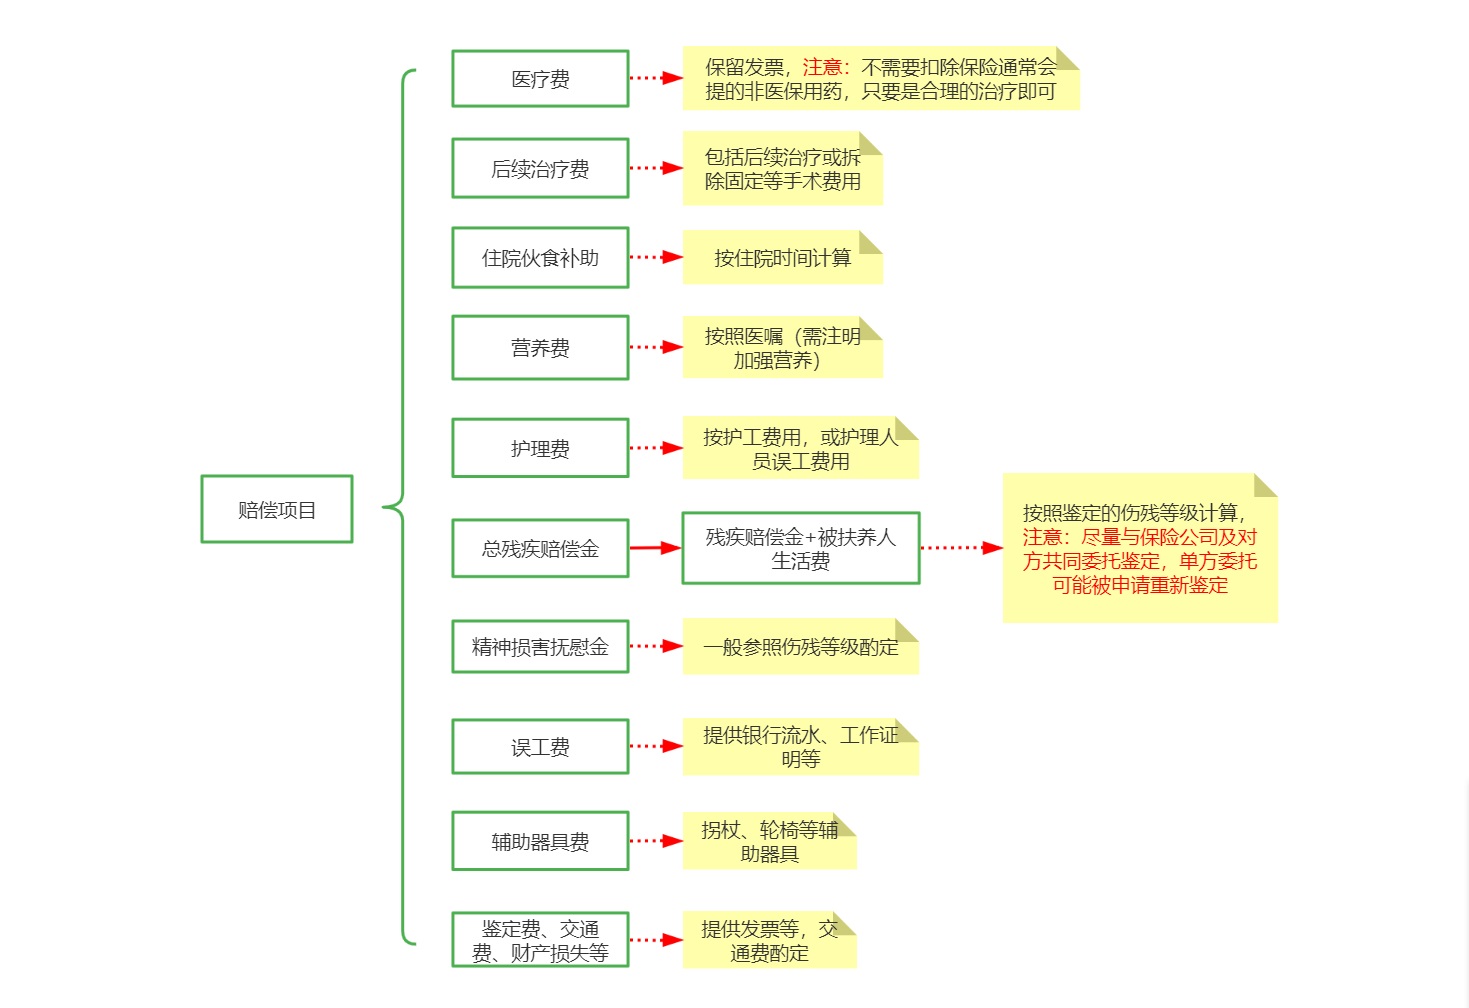 医疗费
保留发票，注意：不需要扣除保险通常会
提的非医保用药，只要是合理的治疗即可
后续治疗费
包括后续治疗或拆
除固定等手术费用
住院伙食补助
按住院时间计算
营养费
按照医嘱（需注明
加强营养）
护理费
按护工费用，或护理人
员误工费用
赔偿项目
总残疾赔偿金
残疾赔偿金+被扶养人
生活费
按照鉴定的伤残等级计算，
注意：尽量与保险公司及对
方共同委托鉴定，单方委托
可能被申请重新鉴定
精神损害抚慰金
一般参照伤残等级酌定
误工费
提供银行流水、工作证
明等
辅助器具费
拐杖、轮椅等辅
助器具
鉴定费、交通
费、财产损失等
提供发票等，交
通费酌定